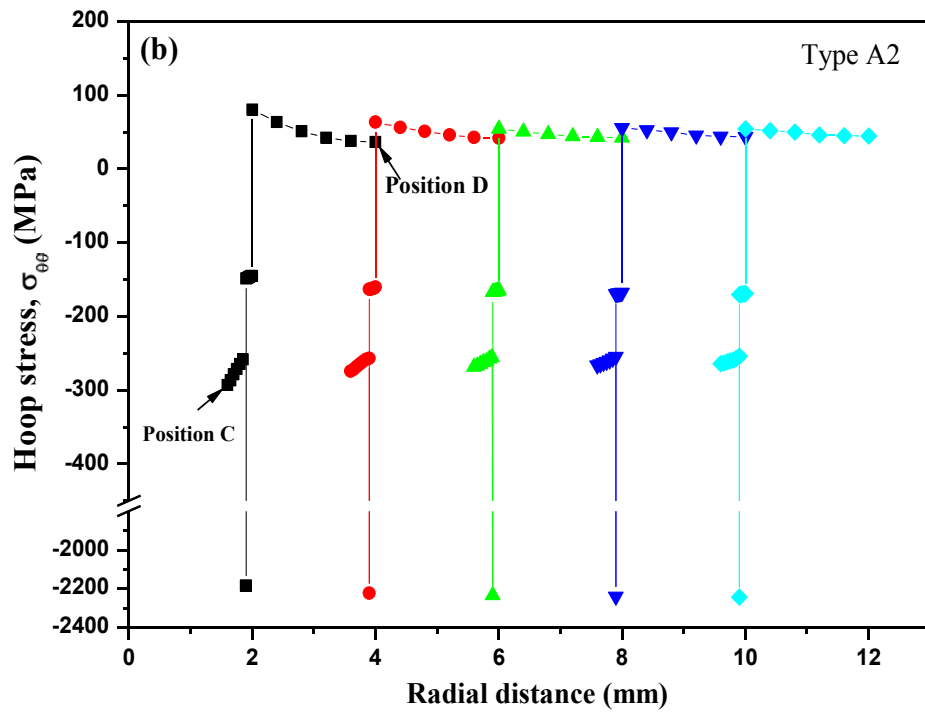 (b)
Type A2
200
100
0
-100
-200
-300
-400
-2000
-2200
-2400
Hoop stress, σθθ (MPa)
Position D
Position C
0 2 4 6 8 10 12
Radial distance (mm)